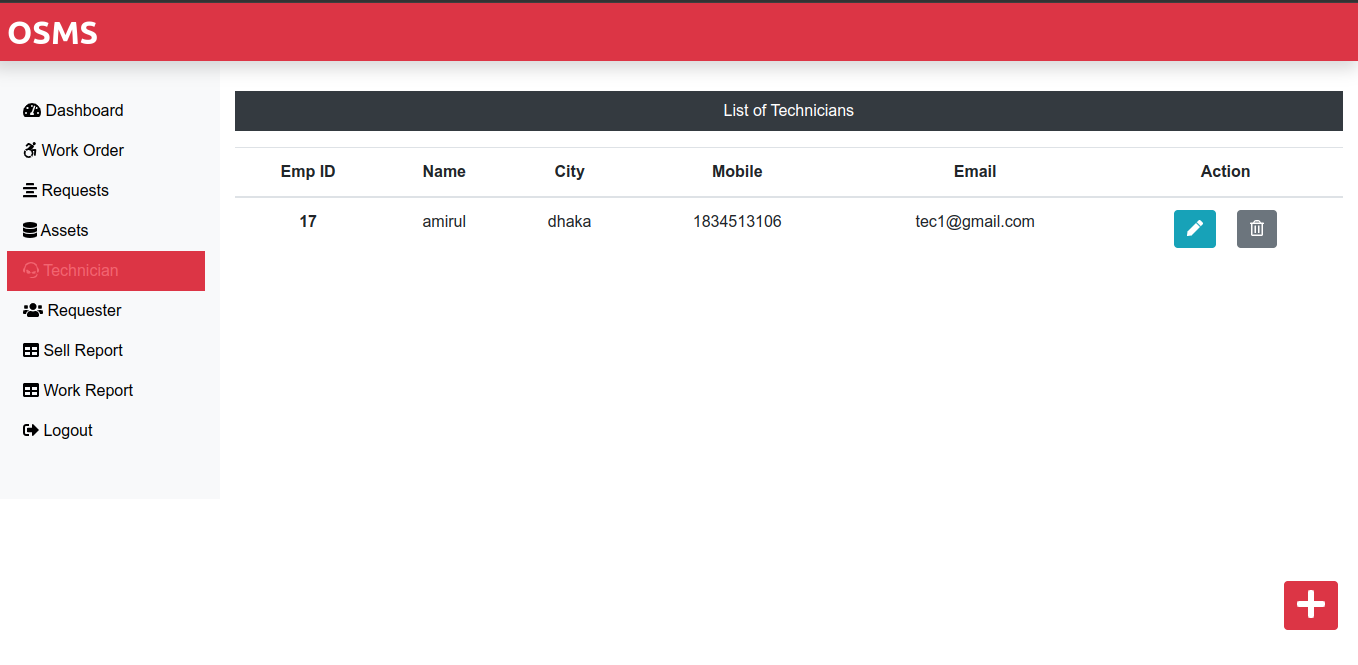 OSMS
Dashboard
Work Order
Requests
Assets
Technician
Requester
Sell Report
Work Report
Logout
List of Technicians
Emp ID Name City Mobile Email Action
17 amirul dhaka 1834513106 tec1@gmail.com